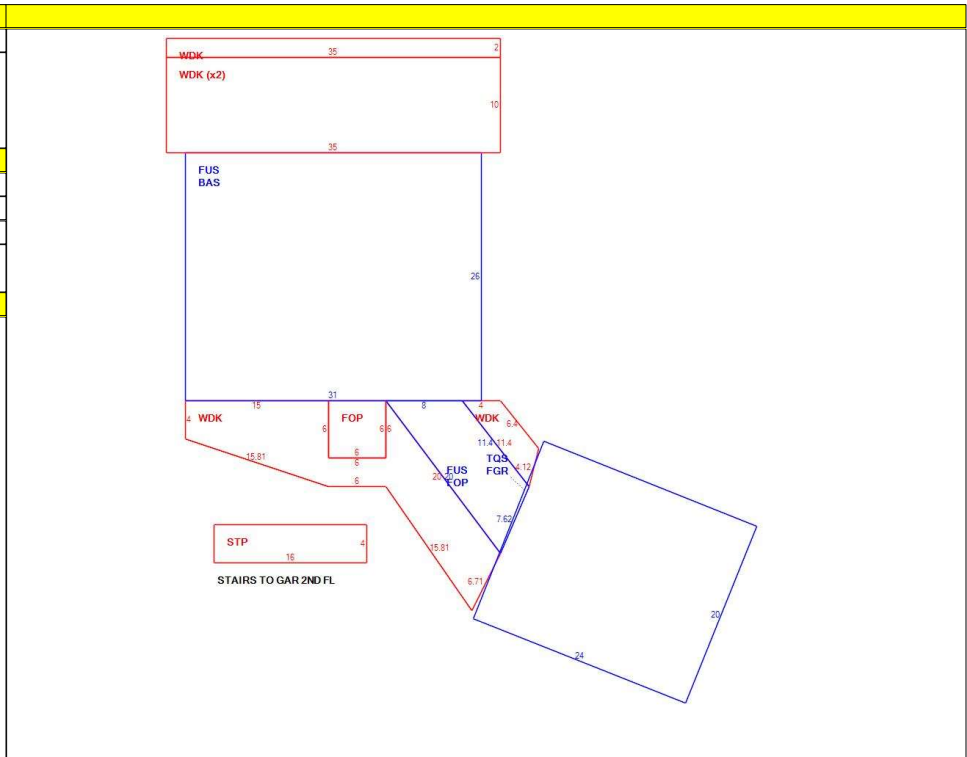 WDK
35
2
WDK (x2)
10
35
FUS
BAS
26
31
15
8
4
4
WDK
FOP
WDK
6
6 6
6.4
11.4 11.4
6
6
15.81
TQS
FGR
4.12
FUS
FOP
20 20
6
7.62
STP
4
16
15.81
STAIRS TO GAR 2ND FL
6.71
20
24